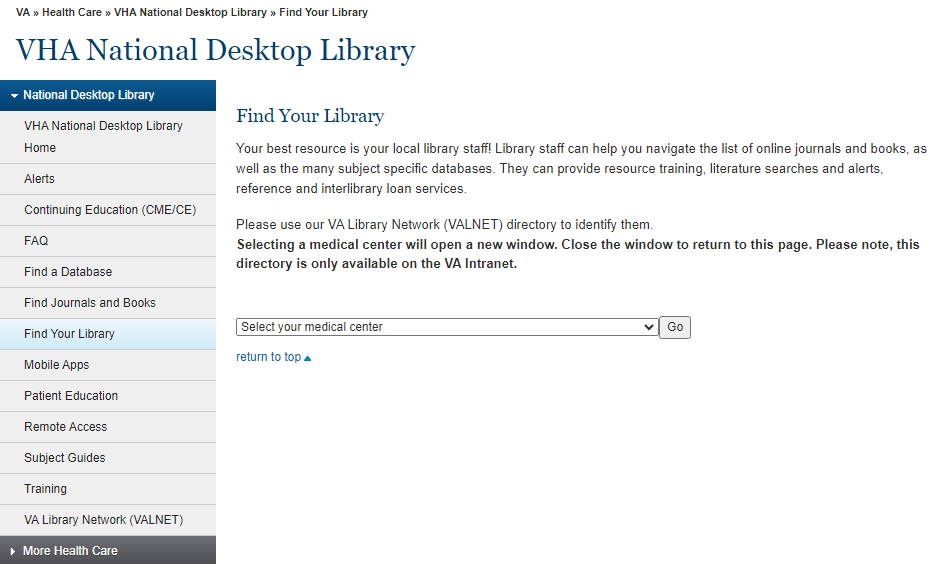 VA » Health Care » VHA National Desktop Library » Find Your Library
VHA National Desktop Library
National Desktop Library
VHA National Desktop Library
Home
Alerts
Continuing Education (CME/CE)
FAQ
Find a Database
Find Journals and Books
Find Your Library
Mobile Apps
Patient Education
Remote Access
Subject Guides
Training
VA Library Network (VALNET)
More Health Care
Find Your Library
Your best resource is your local library staff! Library staff can help you navigate the list of online journals and books, as
well as the many subject specific databases. They can provide resource training, literature searches and alerts,
reference and interlibrary loan services.
Please use our VA Library Network (VALNET) directory to identify them.
Selecting a medical center will open a new window. Close the window to return to this page. Please note, this
directory is only available on the VA Intranet.
Select your medical center Go
return to top